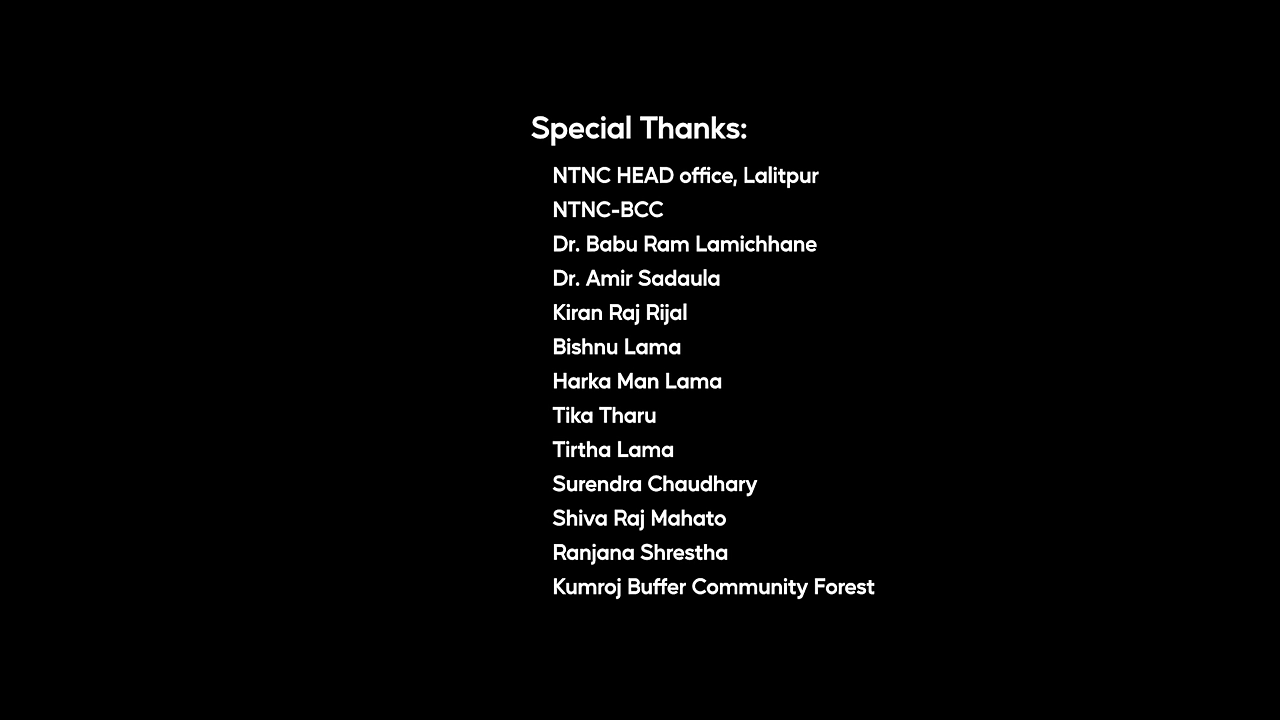 Special Thanks:
NTNC HEAD office, Lalitpur
NTNC-BCC
Dr. Babu Ram Lamichhane
Dr. Amir Sadaula
Kiran Raj Rijal
Bishnu Lama
Harka Man Lama
Tika Tharu
Tirtha Lama
Surendra Chaudhary
Shiva Raj Mahato
Ranjana Shrestha
Kumroj Buffer Community Forest